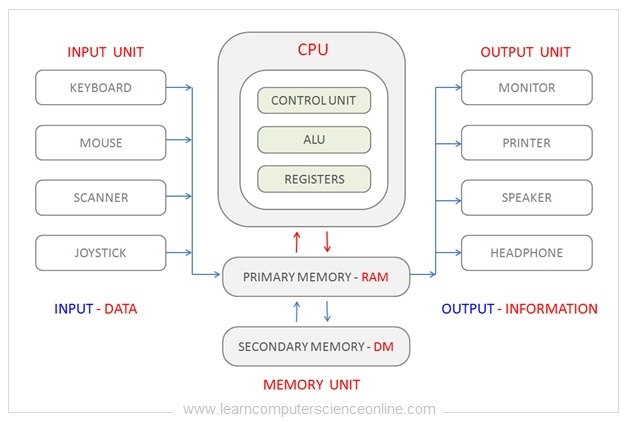 INPUT UNIT
KEYBOARD
MOUSE
SCANNER
JOYSTICK
INPUT - DATA
CPU
CONTROL UNIT
ALU
REGISTERS
PRIMARY MEMORY - RAM
SECONDARY MEMORY - DM
MEMORY UNIT
OUTPUT UNIT
MONITOR
PRINTER
SPEAKER
HEADPHONE
OUTPUT - INFORMATION
www.learncomputerscienceonline.com